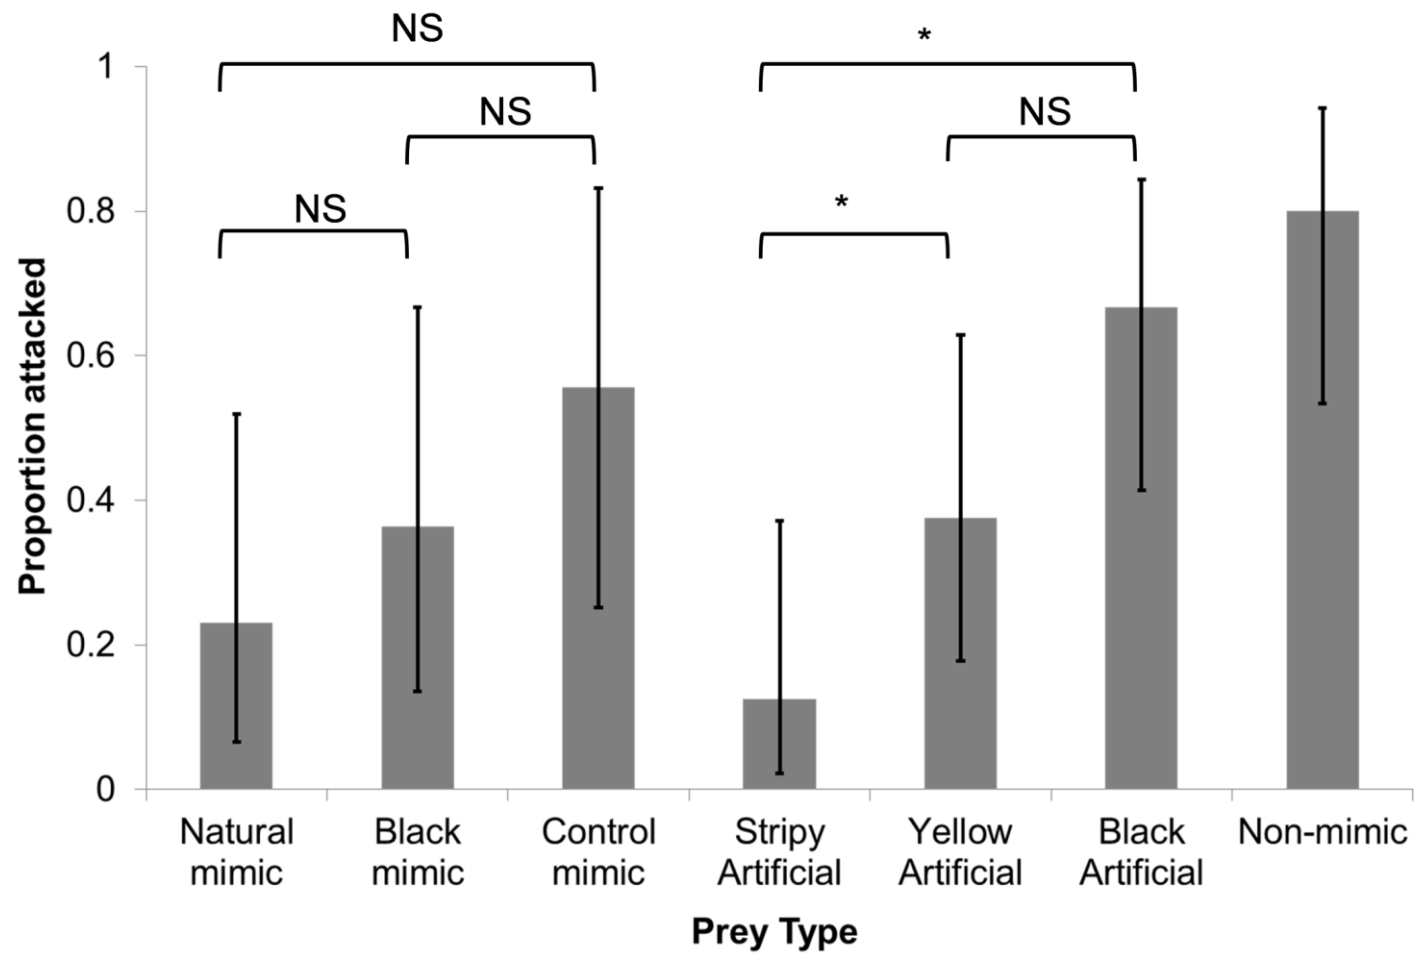 NS
*
1
NS
NS
0.8
NS
*
0.6
0.4
0.2
0
Proportion attacked
Natural
mimic
Black
mimic
Control
mimic
Stripy
Artificial
Yellow
Artificial
Black
Artificial
Non-mimic
Prey Type